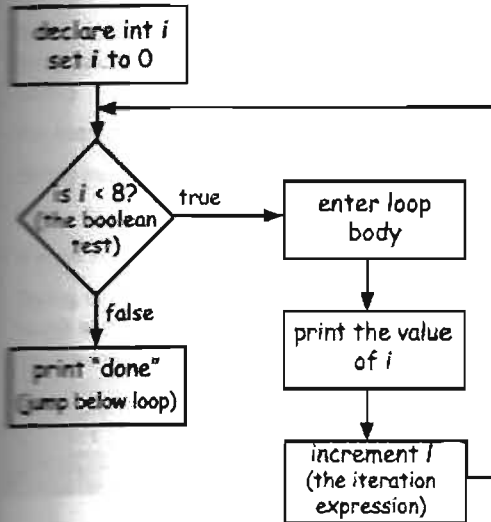 declare int i
set i to 0
is i < 8?
(the boolean
test)
true
enter loop
body
false
print the value
of i
print "done"
(jump below loop)
increment i
(the iteration
expression)